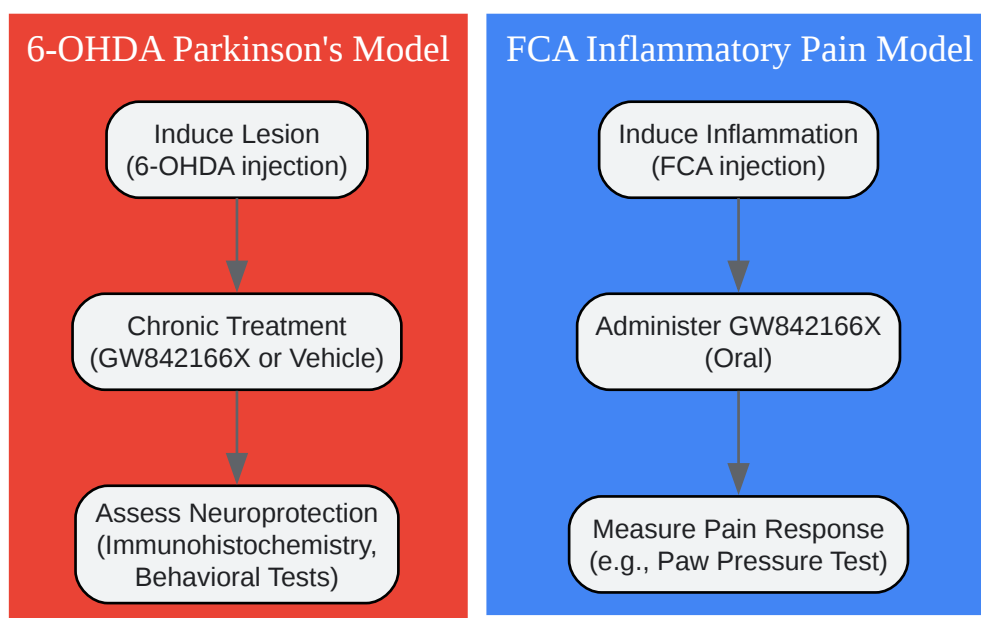 6-OHDA Parkinson's Model
Induce Lesion
(6-OHDA injection)
Chronic Treatment
(GW842166X or Vehicle)
Assess Neuroprotection
(Immunohistochemistry,
Behavioral Tests)
FCA Inflammatory Pain Model
Induce Inflammation
(FCA injection)
Administer GW842166X
(Oral)
Measure Pain Response
(e.g., Paw Pressure Test)